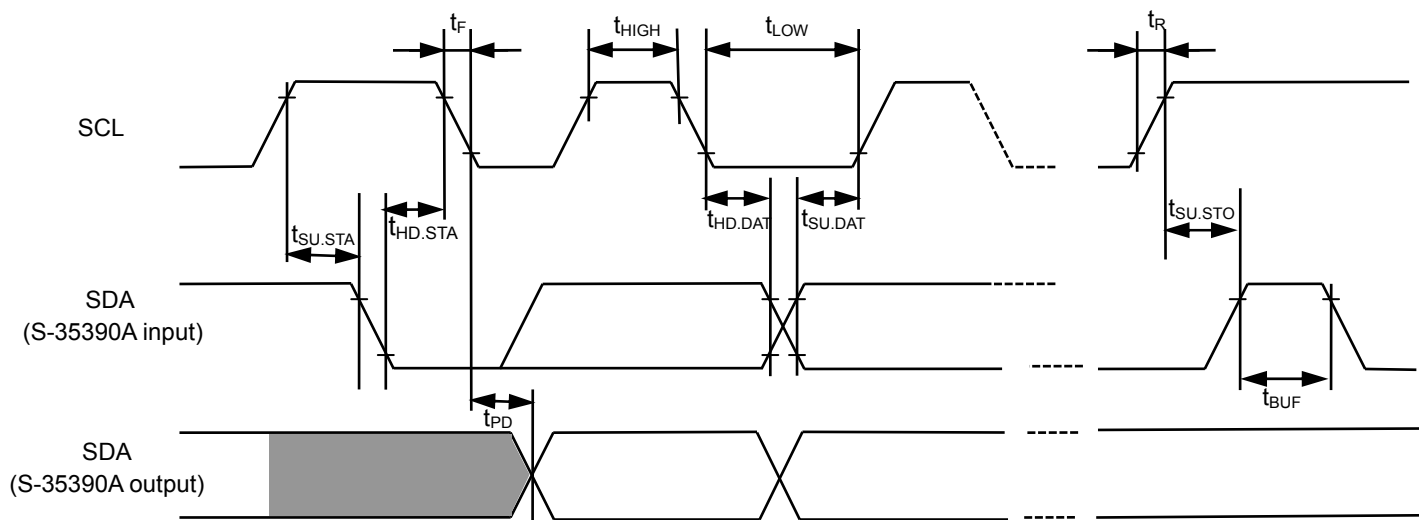 tF
tHIGH
tLOW
tR
SCL
tSU.STA
tHD.STA
tHD.DAT
tSU.DAT
tSU.STO
SDA
(S-35390A input)
tBUF
tPD
SDA
(S-35390A output)